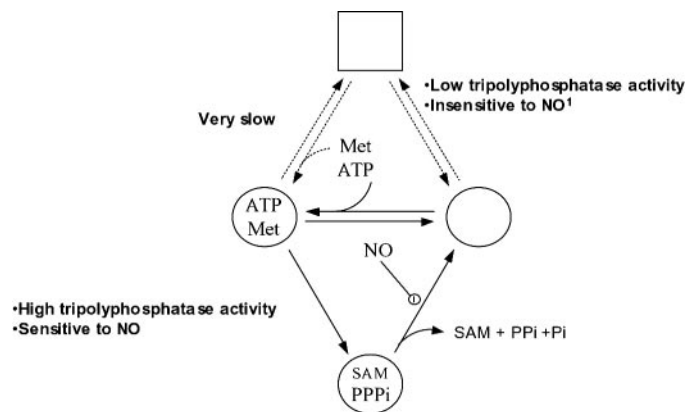 •Low tripolyphosphatase activity
•Insensitive to NO¹
Very slow
Met
ATP
ATP
Met
NO
•High tripolyphosphatase activity
•Sensitive to NO
SAM + PPi +Pi
SAM
PPPi